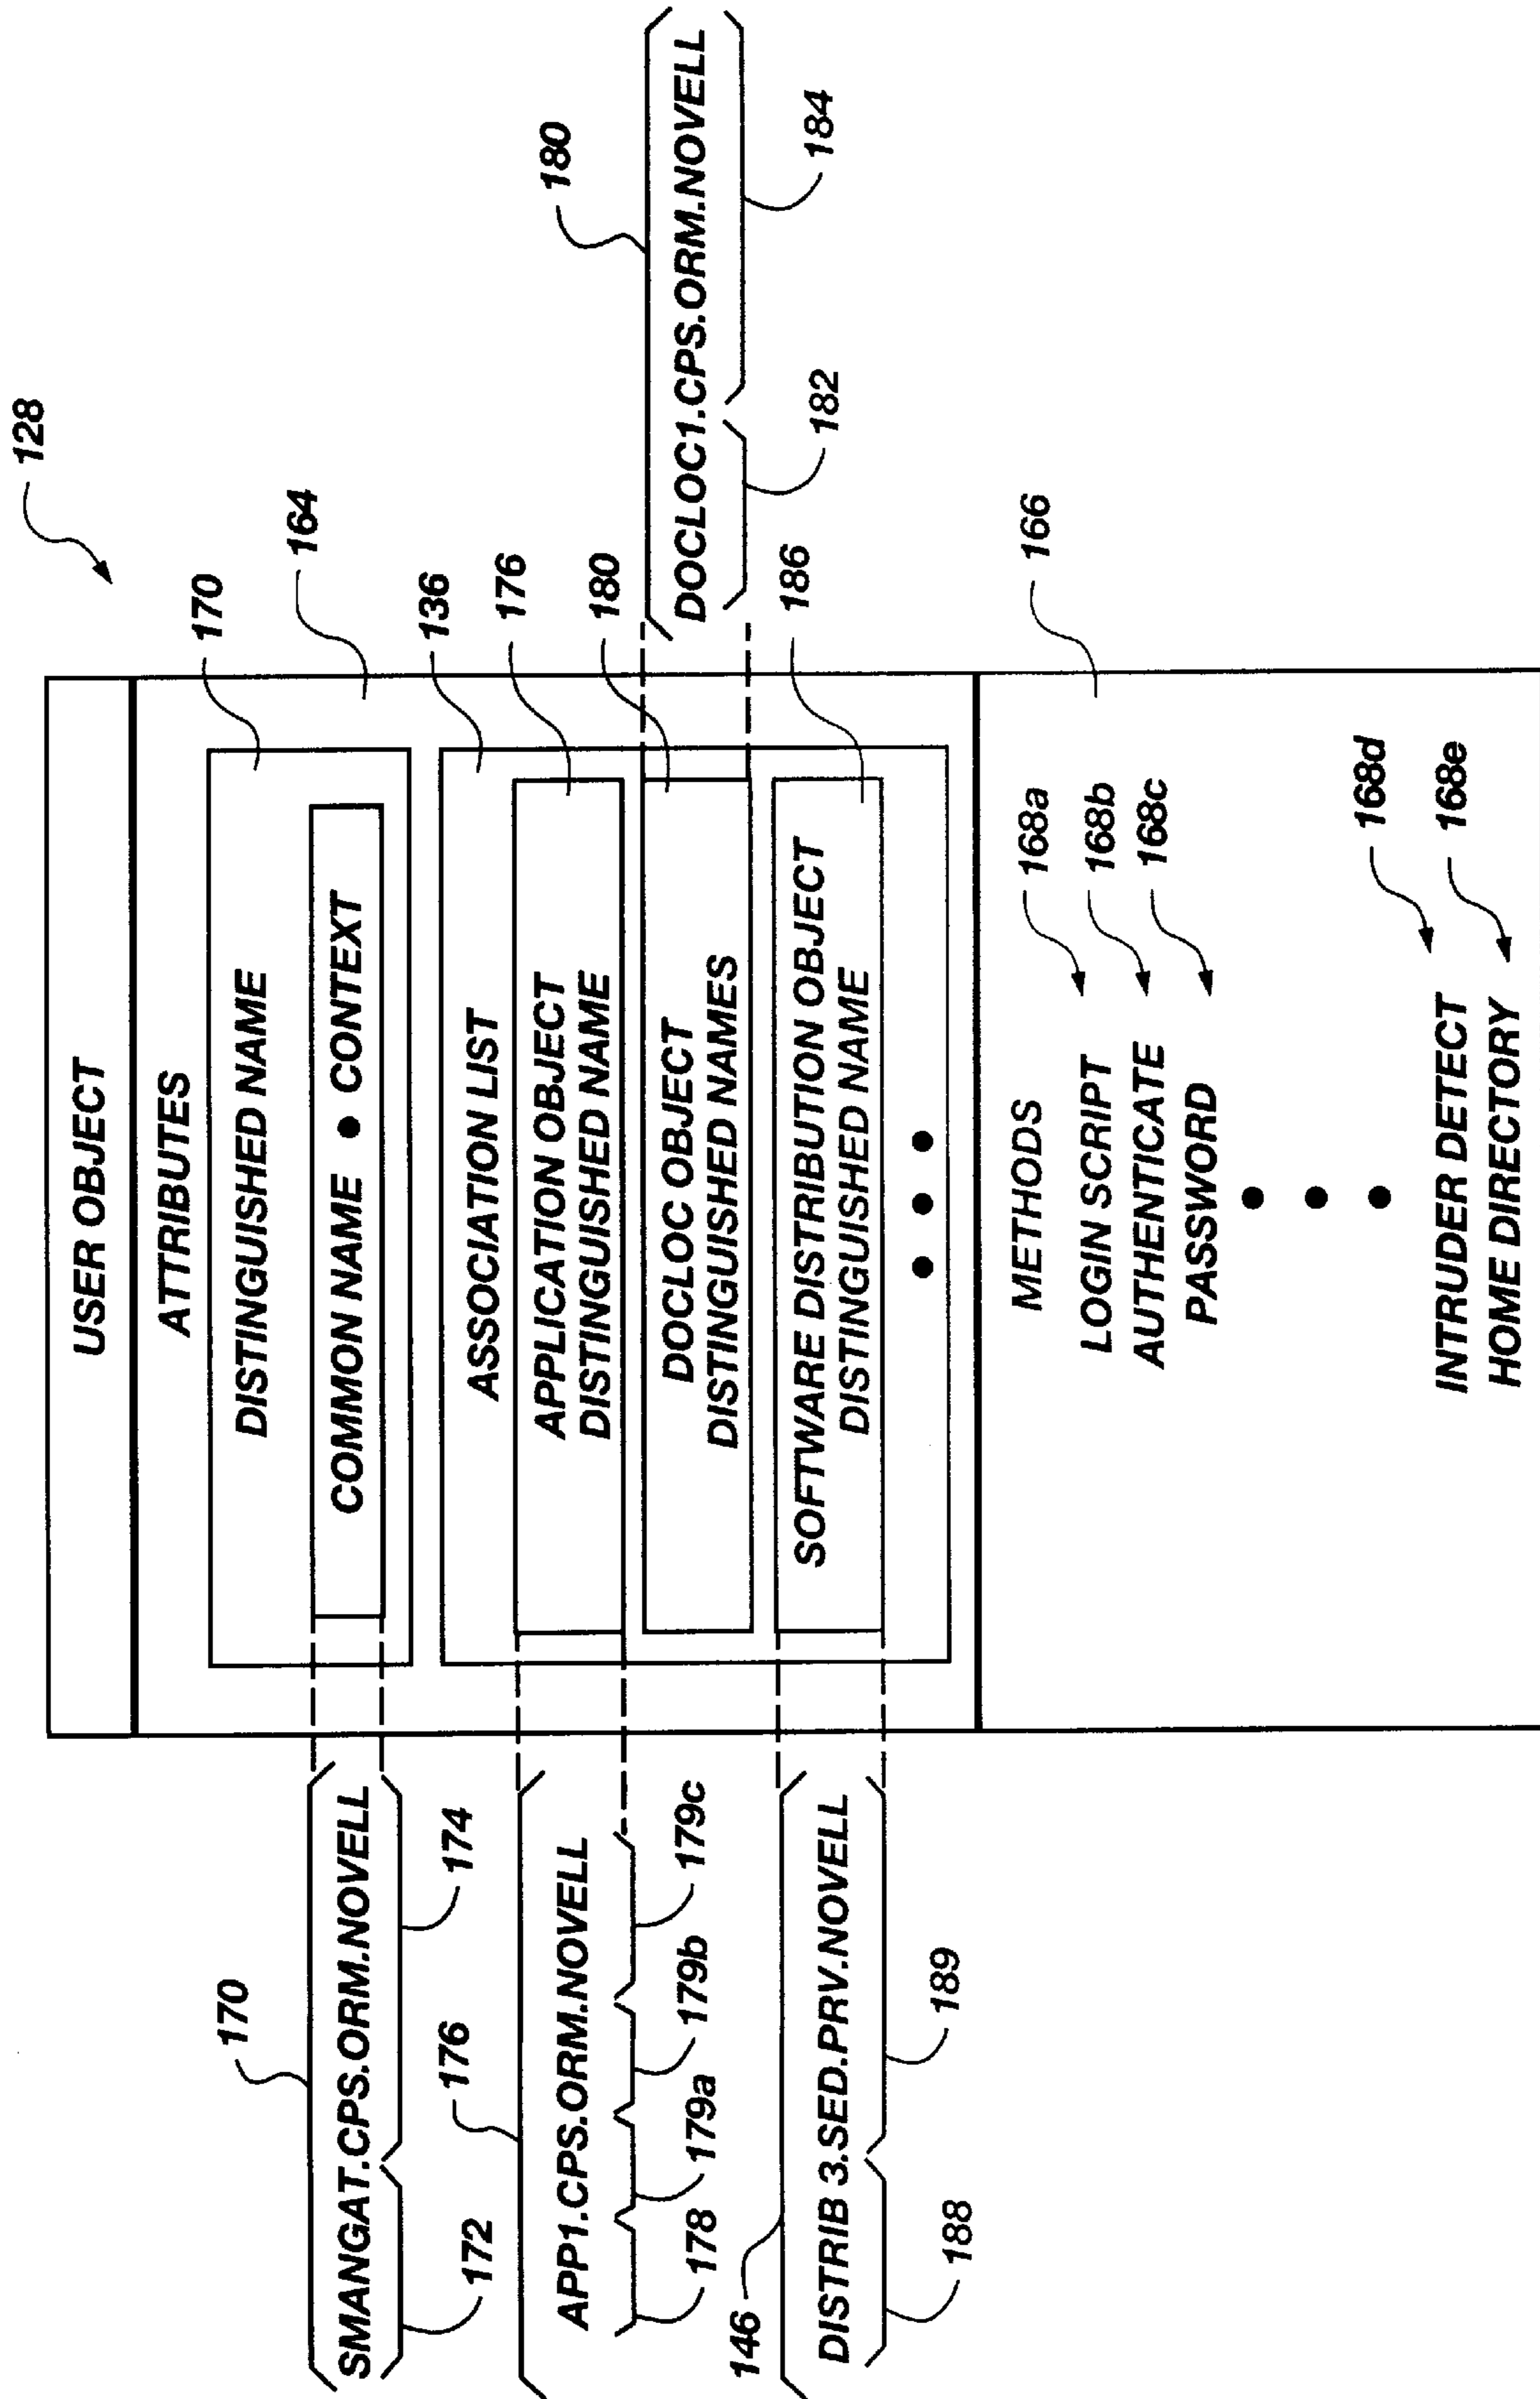 128
USER OBJECT
ATTRIBUTES
164
170
DISTINGUISHED NAME
COMMON NAME ● CONTEXT
170
SMANGAT.CPS.ORM.NOVELL
172
174
136
ASSOCIATION LIST
176
APPLICATION OBJECT
DISTINGUISHED NAME
176
APP1.CPS.ORM.NOVELL
178
179a
179b
179c
180
DOCLOC OBJECT
DISTINGUISHED NAMES
180
DOCLOC1.CPS.ORM.NOVELL
182
184
186
SOFTWARE DISTRIBUTION OBJECT
DISTINGUISHED NAME
146
DISTRIB 3.SED.PRV.NOVELL
188
189
● ● ●
166
METHODS
LOGIN SCRIPT
168a
AUTHENTICATE
168b
PASSWORD
168c
●
●
●
INTRUDER DETECT
168d
HOME DIRECTORY
168e